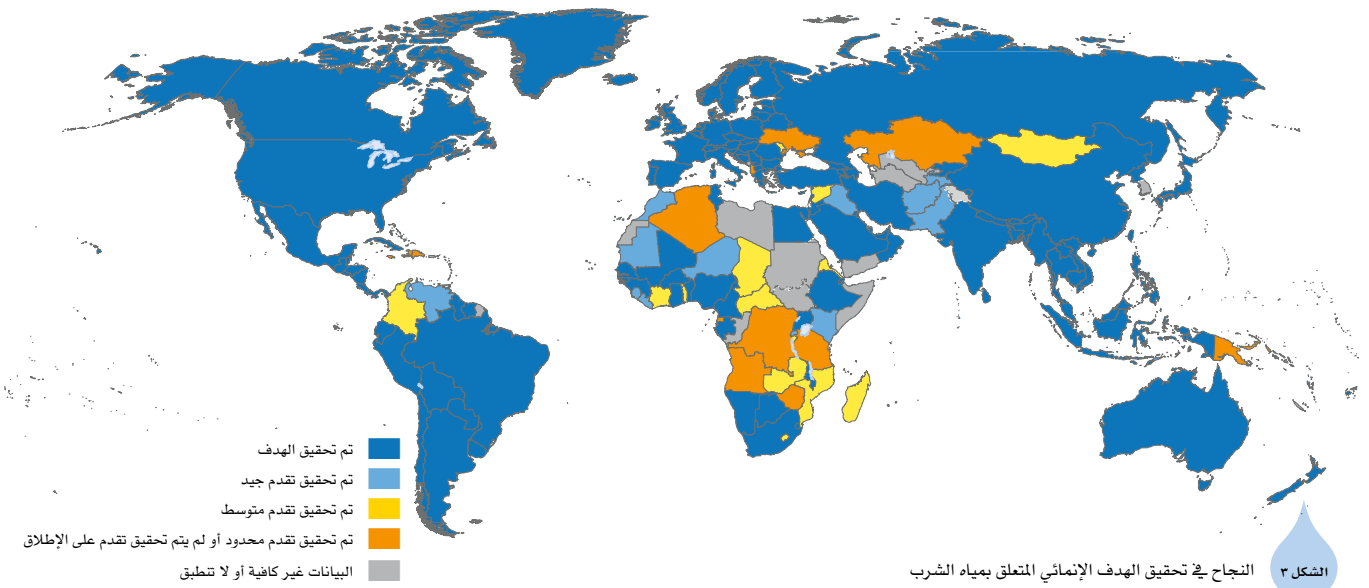 تم تحقيق الهدف
تم تحقيق تقدم جيد
تم تحقيق تقدم متوسط
تم تحقيق تقدم محدود أو لم يتم تحقيق تقدم على الإطلاق
البيانات غير كافية أو لا تنطبق
الشكل ٣
النجاح في تحقيق الهدف الإنمائي المتعلق بمياه الشرب